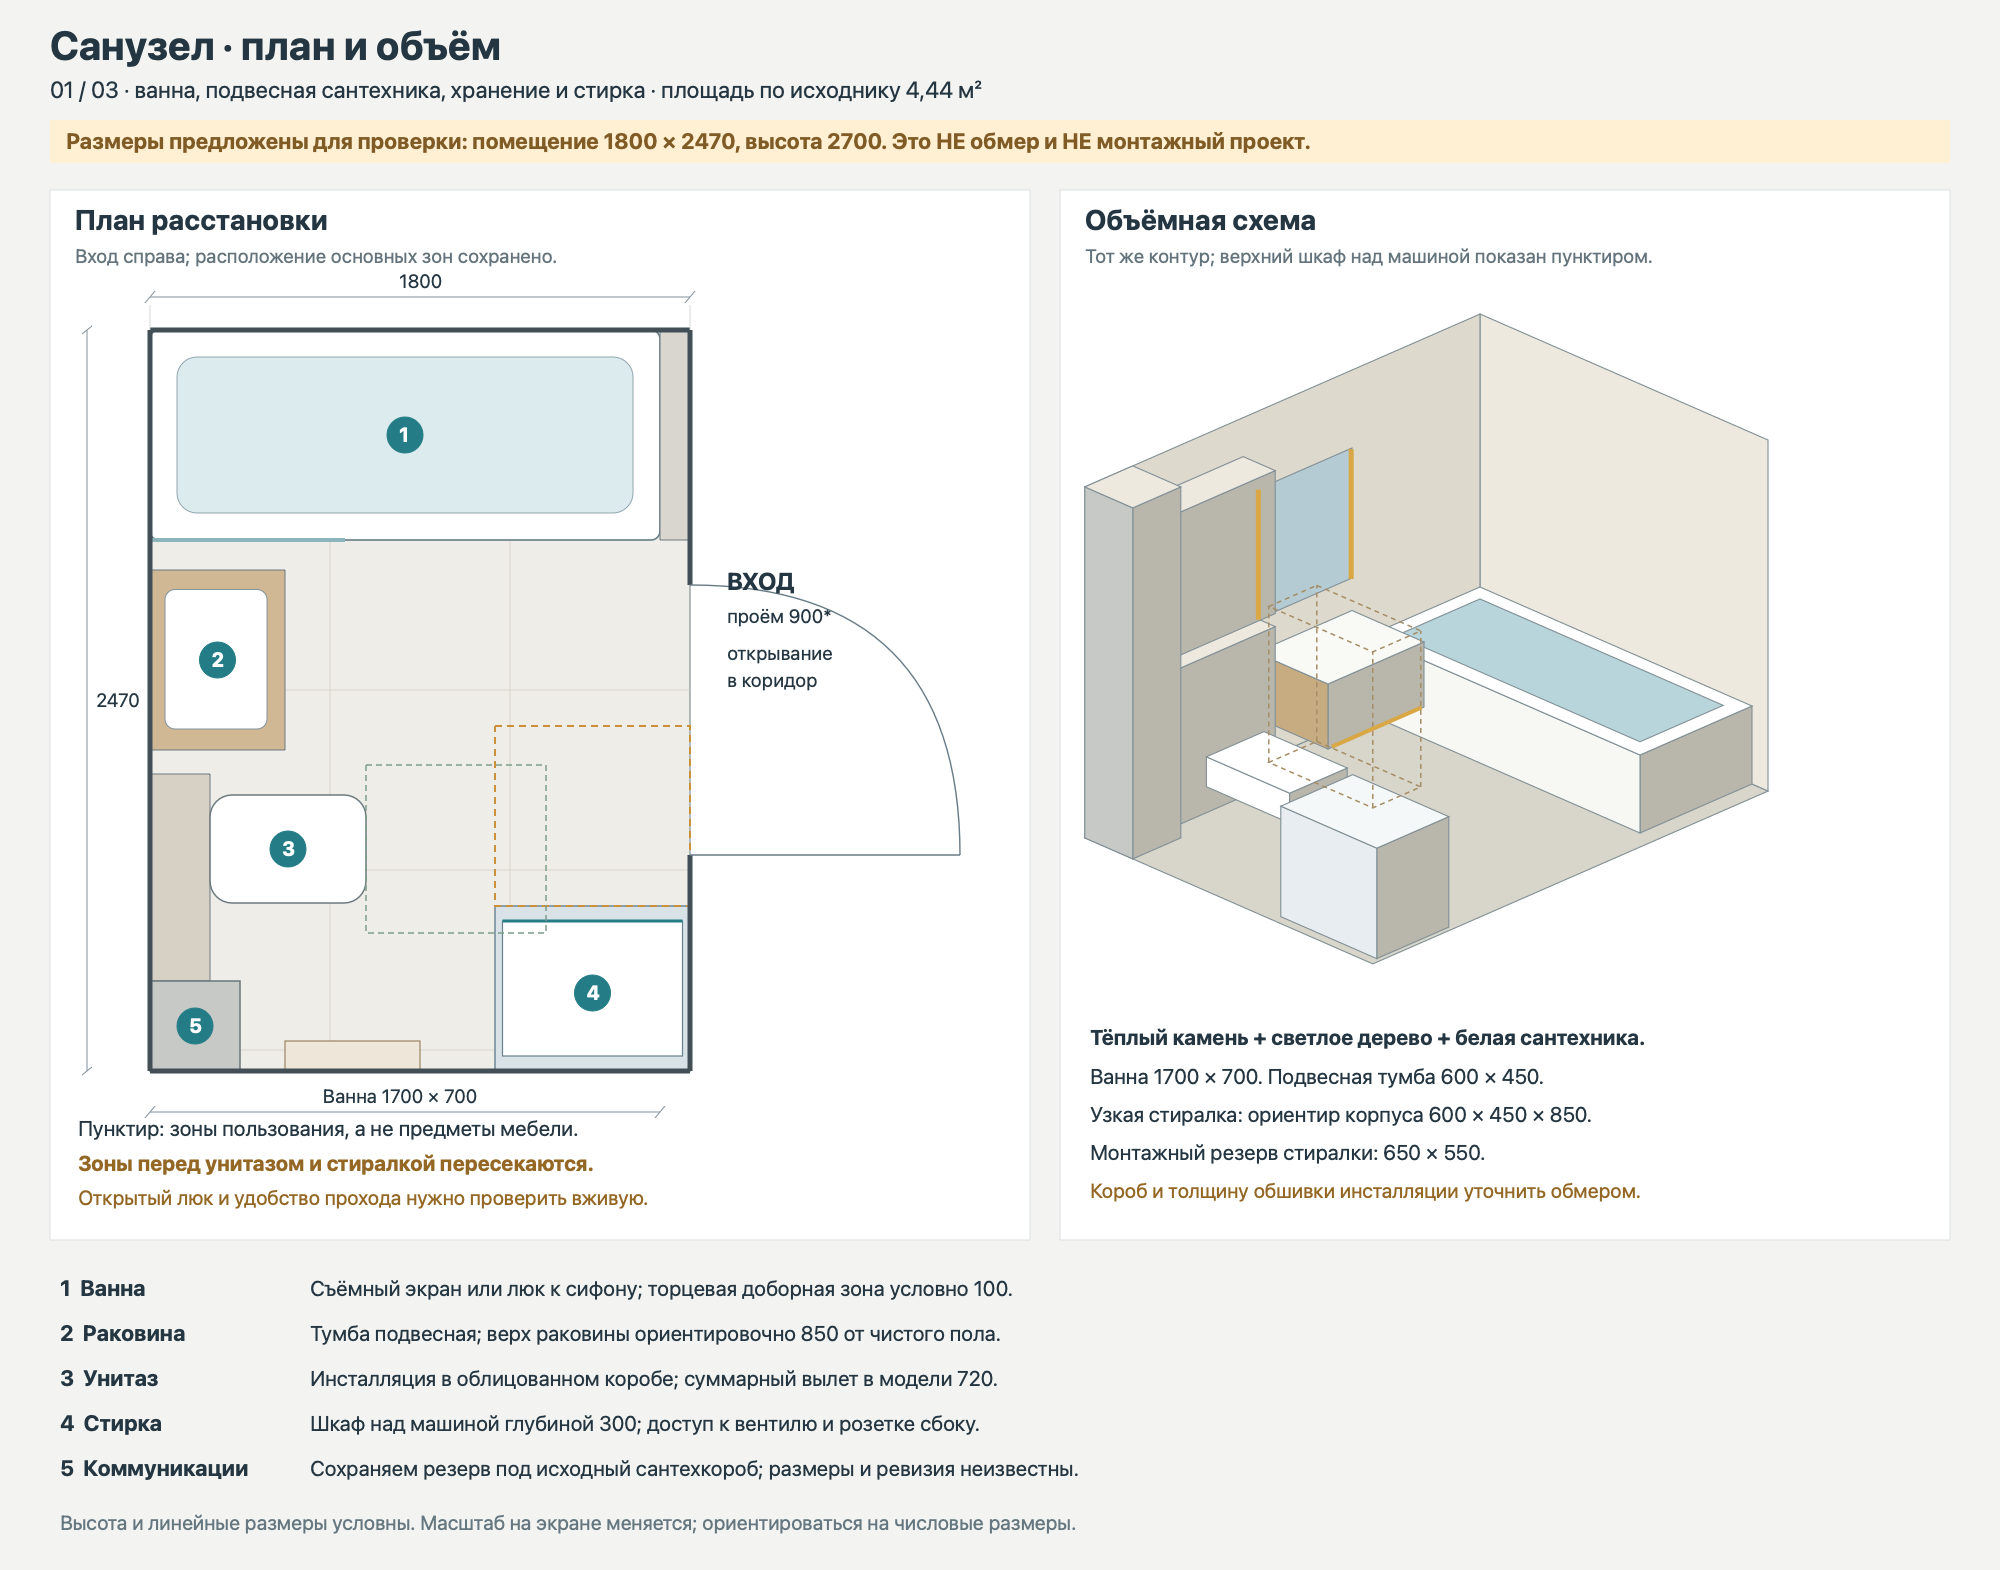 Санузел · план и объём
01 / 03 · ванна, подвесная сантехника, хранение и стирка · площадь по исходнику 4,44 м²
Размеры предложены для проверки: помещение 1800 × 2470, высота 2700. Это НЕ обмер и НЕ монтажный проект.
План расстановки
Вход справа; расположение основных зон сохранено.
1800
1
ВХОД
проём 900*
открывание
в коридор
2
2470
3
4
5
Ванна 1700 × 700
Пунктир: зоны пользования, а не предметы мебели.
Зоны перед унитазом и стиралкой пересекаются.
Открытый люк и удобство прохода нужно проверить вживую.
Объёмная схема
Тот же контур; верхний шкаф над машиной показан пунктиром.
Тёплый камень + светлое дерево + белая сантехника.
Ванна 1700 × 700. Подвесная тумба 600 × 450.
Узкая стиралка: ориентир корпуса 600 × 450 × 850.
Монтажный резерв стиралки: 650 × 550.
Короб и толщину обшивки инсталляции уточнить обмером.
1 Ванна Съёмный экран или люк к сифону; торцевая доборная зона условно 100.
2 Раковина Тумба подвесная; верх раковины ориентировочно 850 от чистого пола.
3 Унитаз Инсталляция в облицованном коробе; суммарный вылет в модели 720.
4 Стирка Шкаф над машиной глубиной 300; доступ к вентилю и розетке сбоку.
5 Коммуникации Сохраняем резерв под исходный сантехкороб; размеры и ревизия неизвестны.
Высота и линейные размеры условны. Масштаб на экране меняется; ориентироваться на числовые размеры.